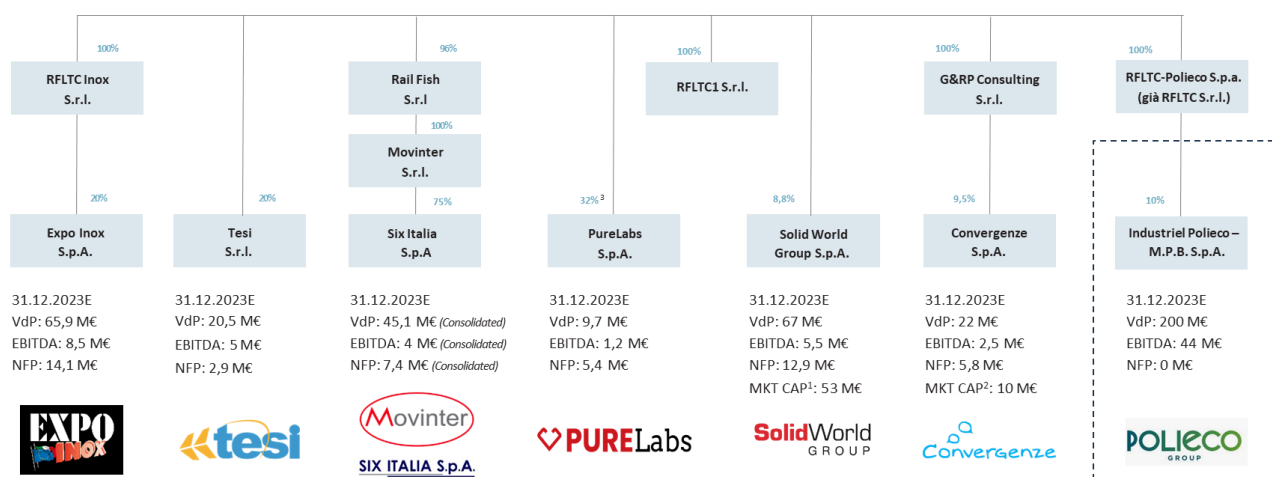 100%
96%
100%
100%
100%
RFLTC Inox
S.r.l.
Rail Fish
S.r.l
RFLTC1 S.r.l.
G&RP Consulting
S.r.l.
RFLTC-Polieco S.p.a.
(già RFLTC S.r.l.)
100%
Movinter
S.r.l.
20%
20%
75%
32% 3
8,8%
9,5%
10%
Expo Inox
S.p.A.
Tesi
S.r.l.
Six Italia
S.p.A
PureLabs
S.p.A.
Solid World
Group S.p.A.
Convergenze
S.p.A.
Industriel Polieco –
M.P.B. S.p.A.
31.12.2023E
VdP: 65,9 M€
EBITDA: 8,5 M€
NFP: 14,1 M€
31.12.2023E
VdP: 20,5 M€
EBITDA: 5 M€
NFP: 2,9 M€
31.12.2023E
VdP: 45,1 M€ (Consolidated)
EBITDA: 4 M€ (Consolidated)
NFP: 7,4 M€ (Consolidated)
31.12.2023E
VdP: 9,7 M€
EBITDA: 1,2 M€
NFP: 5,4 M€
31.12.2023E
VdP: 67 M€
EBITDA: 5,5 M€
NFP: 12,9 M€
MKT CAP1: 53 M€
31.12.2023E
VdP: 22 M€
EBITDA: 2,5 M€
NFP: 5,8 M€
MKT CAP2: 10 M€
31.12.2023E
VdP: 200 M€
EBITDA: 44 M€
NFP: 0 M€
EXPO
INOX
tesi
Movinter
SIX ITALIA S.p.A.
PURELabs
SolidWorld
GROUP
Convergenze
POLIECO
GROUP